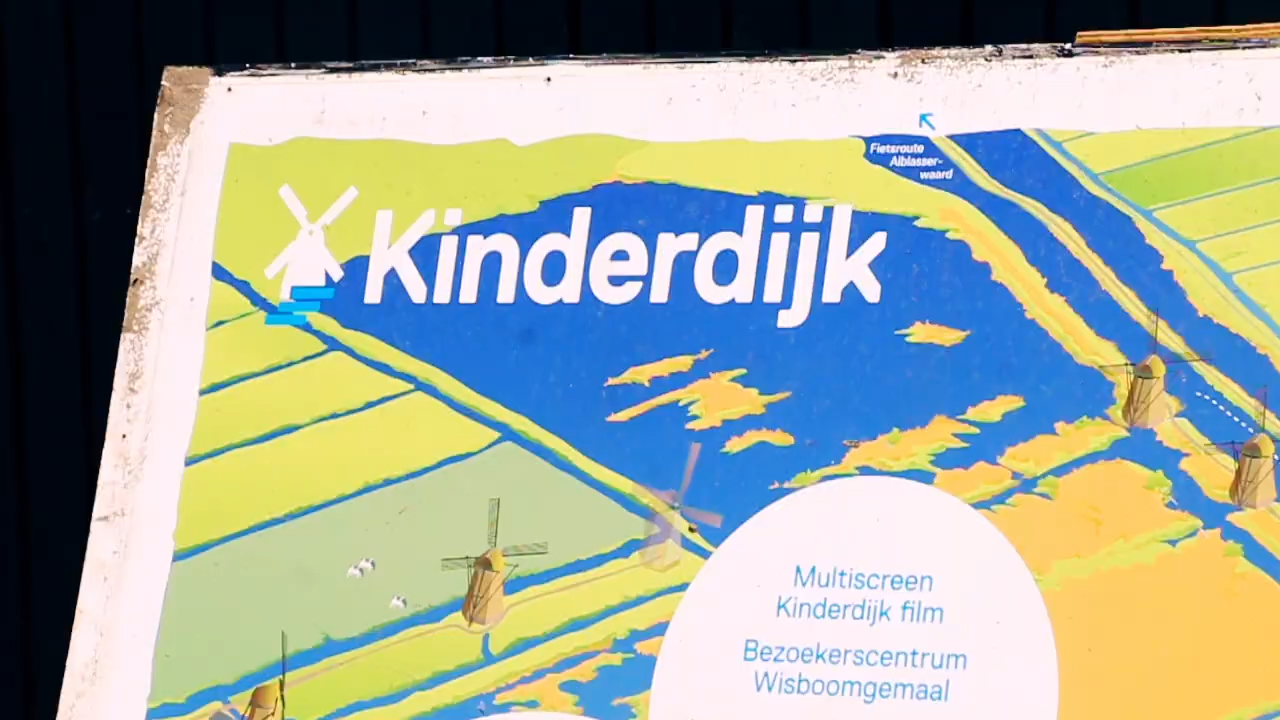 Fietsroute
Alblasser-
waard
Kinderdijk
Multiscreen
Kinderdijk film
Bezoekerscentrum
Wisboomgemaal